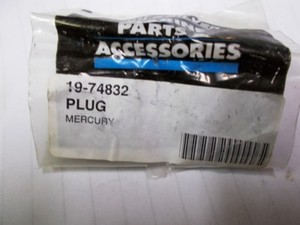 PARTS
ACCESSORIES
19-74832
PLUG
MERCURY